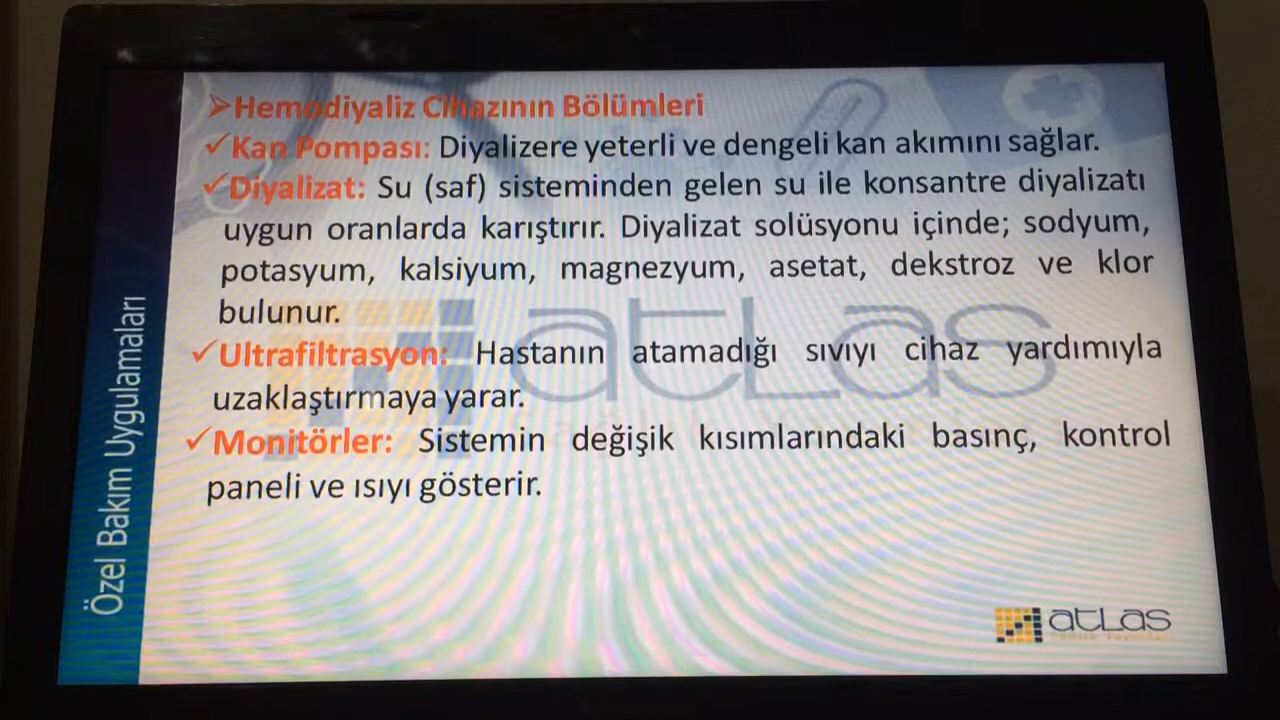 Hemodiyaliz Cihazının Bölümleri
Kan Pompası: Diyalizere yeterli ve dengeli kan akımını sağlar.
Diyalizat: Su (saf) sisteminden gelen su ile konsantre diyalizatı
uygun oranlarda karıştırır. Diyalizat solüsyonu içinde; sodyum,
potasyum, kalsiyum, magnezyum, asetat, dekstroz ve klor
bulunur.
Ultrafiltrasyon: Hastanın atamadığı sıvıyı cihaz yardımıyla
uzaklaştırmaya yarar.
Monitörler: Sistemin değişik kısımlarındaki basınç, kontrol
paneli ve ısıyı gösterir.
Özel Bakım Uygulamaları
atlas
atlas